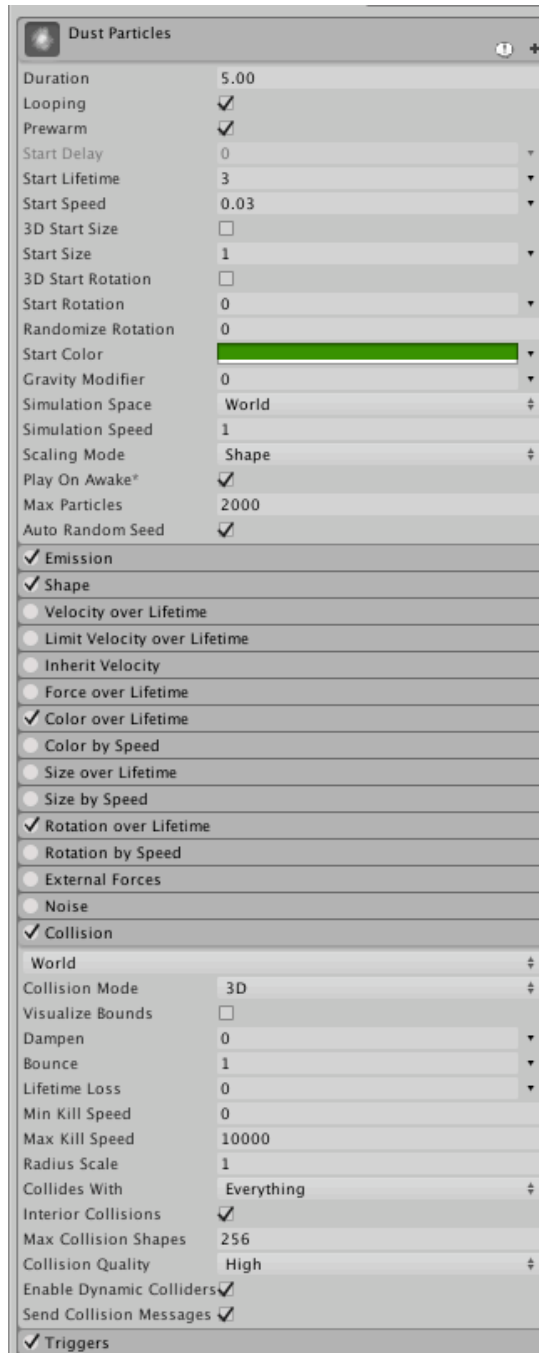 Dust Particles
Duration 5.00
Looping
Prewarm
Start Delay 0
Start Lifetime 3
Start Speed 0.03
3D Start Size
Start Size 1
3D Start Rotation
Start Rotation 0
Randomize Rotation 0
Start Color
Gravity Modifier 0
Simulation Space World
Simulation Speed 1
Scaling Mode Shape
Play On Awake*
Max Particles 2000
Auto Random Seed
Emission
Shape
Velocity over Lifetime
Limit Velocity over Lifetime
Inherit Velocity
Force over Lifetime
Color over Lifetime
Color by Speed
Size over Lifetime
Size by Speed
Rotation over Lifetime
Rotation by Speed
External Forces
Noise
Collision
World
Collision Mode 3D
Visualize Bounds
Dampen 0
Bounce 1
Lifetime Loss 0
Min Kill Speed 0
Max Kill Speed 10000
Radius Scale 1
Collides With Everything
Interior Collisions
Max Collision Shapes 256
Collision Quality High
Enable Dynamic Colliders
Send Collision Messages
Triggers